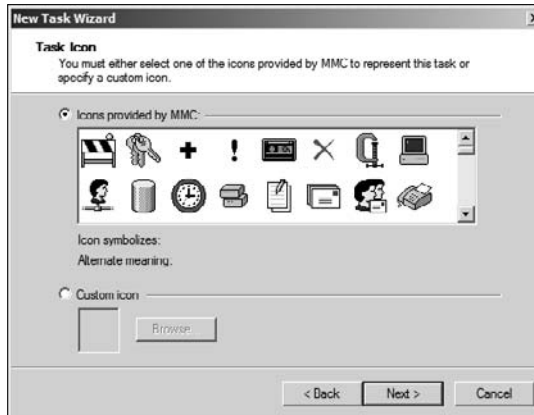 New Task Wizard
Task Icon
You must either select one of the icons provided by MMC to represent this task or
specify a custom icon.
Icons provided by MMC:
Icon symbolizes:
Alternate meaning:
Custom icon
Browse...
< Back
Next >
Cancel